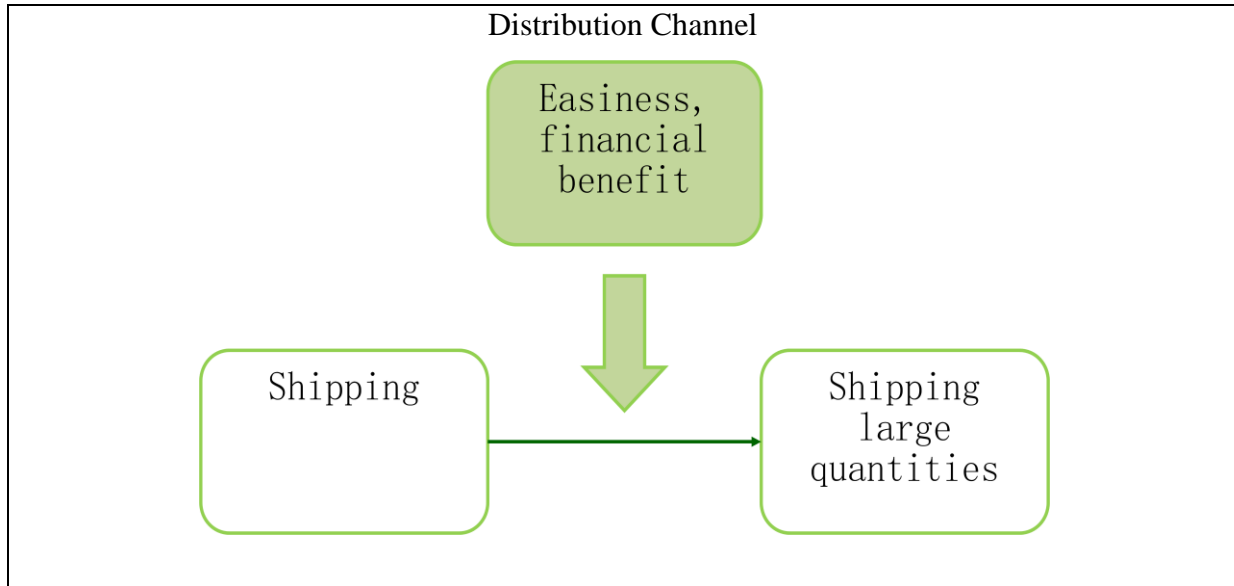 Distribution Channel
Easiness,
financial
benefit
Shipping
Shipping
large
quantities